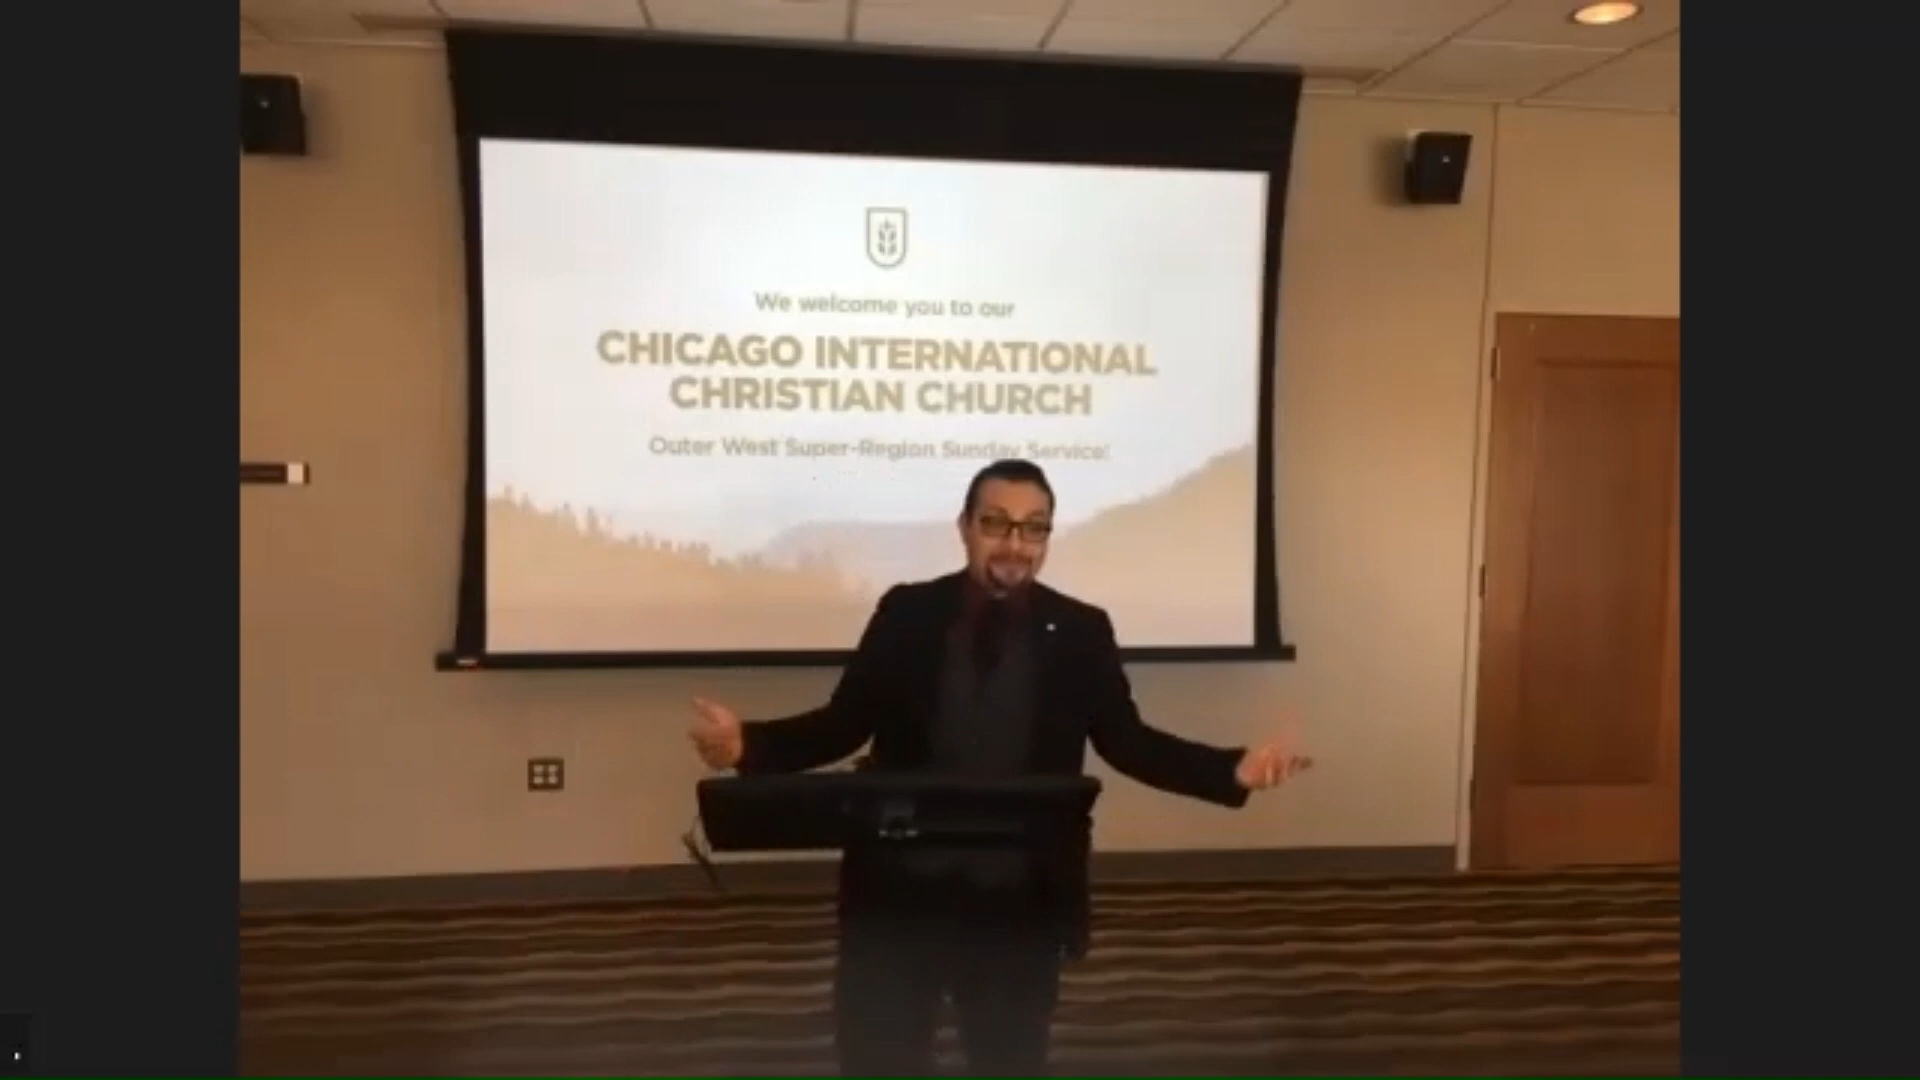 We welcome you to our
CHICAGO INTERNATIONAL
CHRISTIAN CHURCH
Outer West Super-Region Sunday Service!